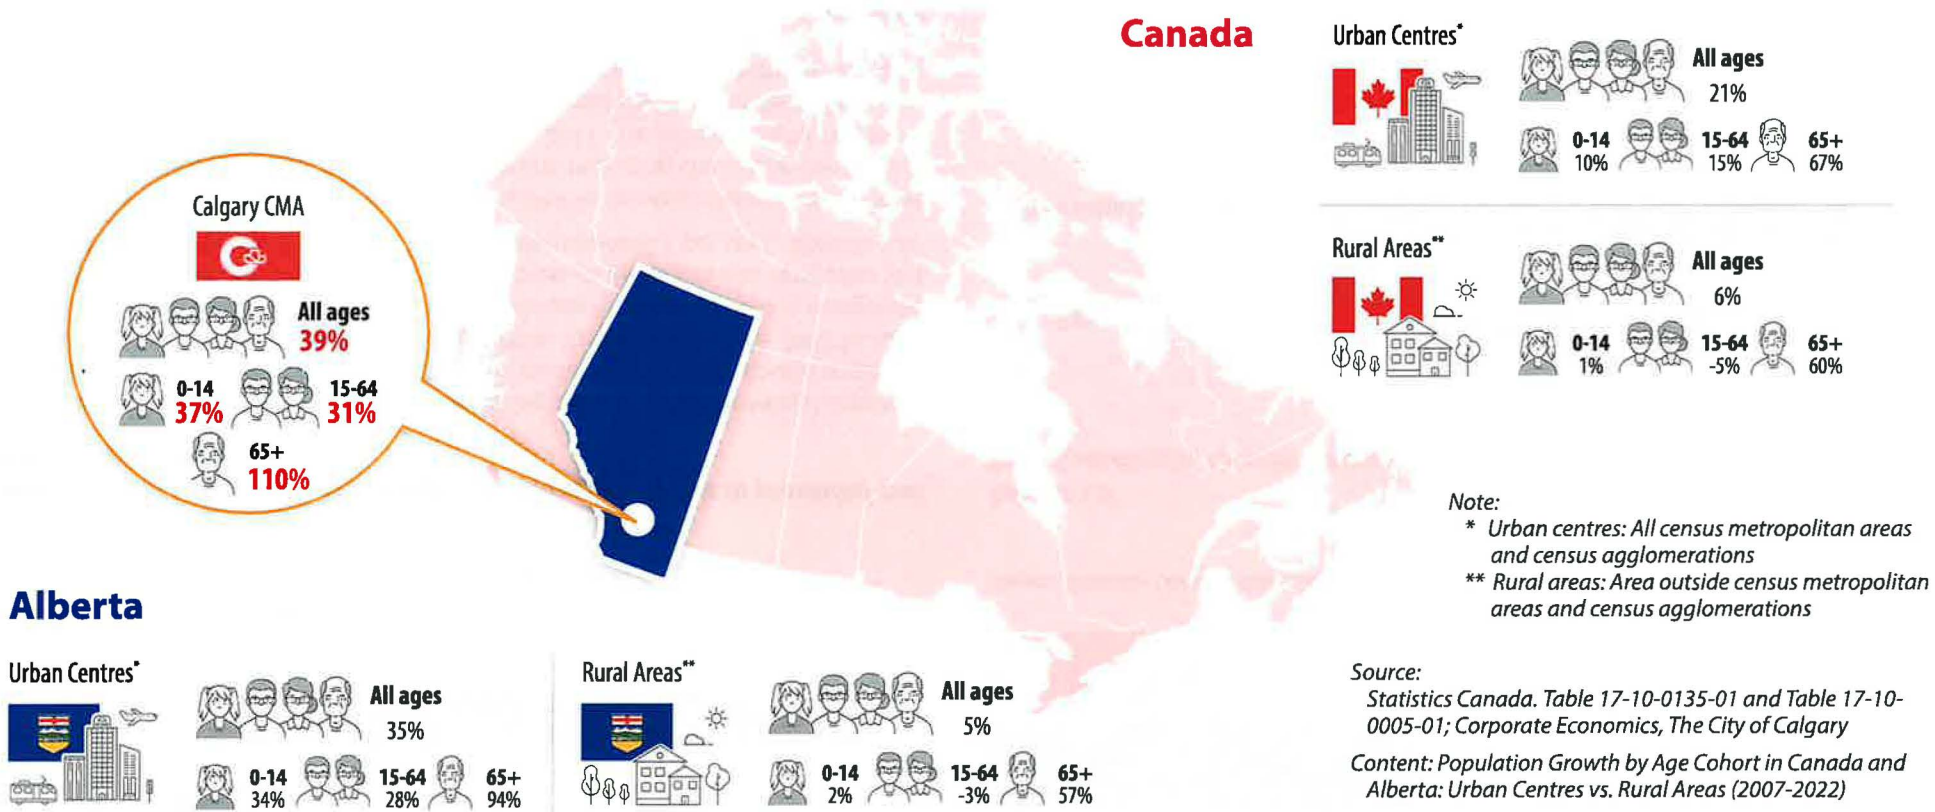 Canada
Urban Centres*
All ages
21%
0-14
10%
15-64
15%
65+
67%
Rural Areas**
All ages
6%
0-14
1%
15-64
-5%
65+
60%
Calgary CMA
All ages
39%
0-14
37%
15-64
31%
65+
110%
Note:
* Urban centres: All census metropolitan areas
and census agglomerations
** Rural areas: Area outside census metropolitan
areas and census agglomerations
Alberta
Urban Centres*
All ages
35%
0-14
34%
15-64
28%
65+
94%
Rural Areas**
All ages
5%
0-14
2%
15-64
-3%
65+
57%
Source:
Statistics Canada. Table 17-10-0135-01 and Table 17-10-
0005-01; Corporate Economics, The City of Calgary
Content: Population Growth by Age Cohort in Canada and
Alberta: Urban Centres vs. Rural Areas (2007-2022)